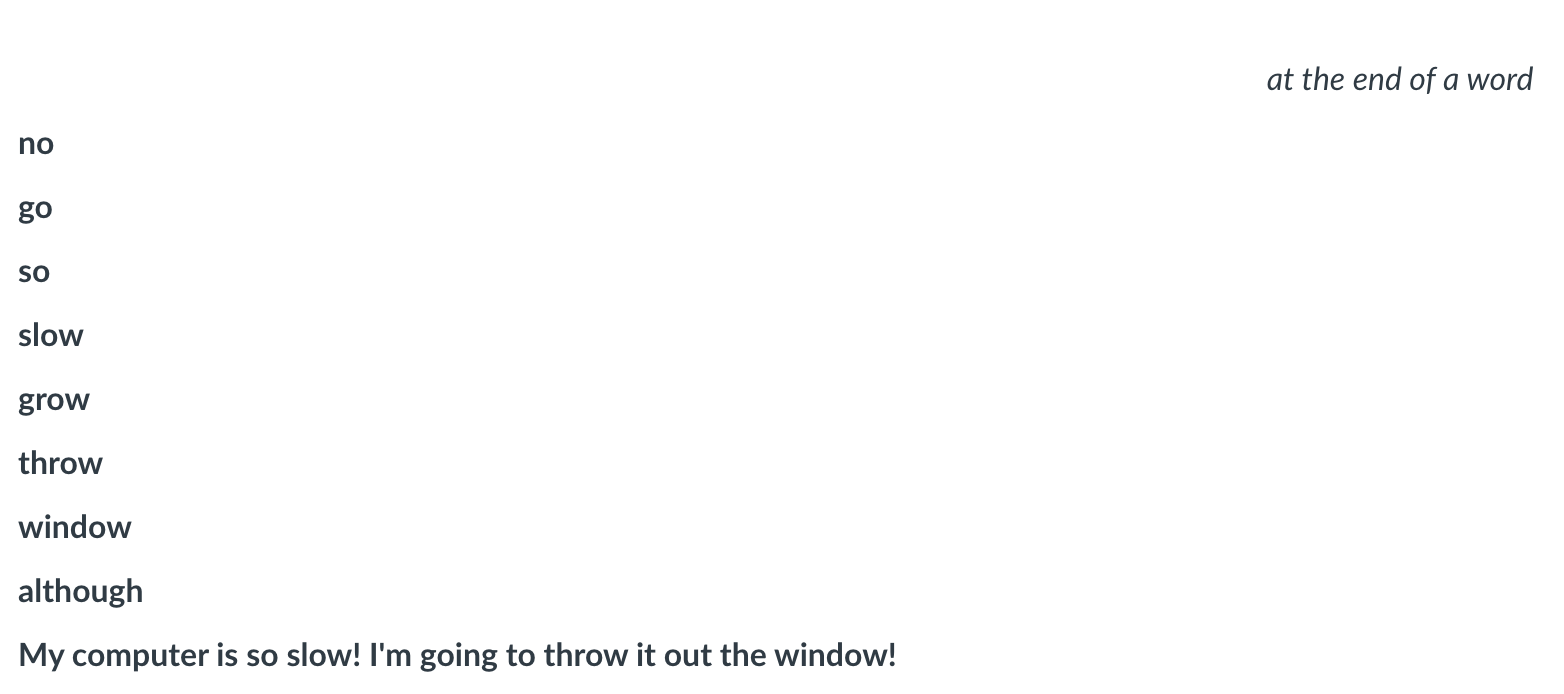 at the end of a word
no
go
so
slow
grow
throw
window
although
My computer is so slow! I'm going to throw it out the window!